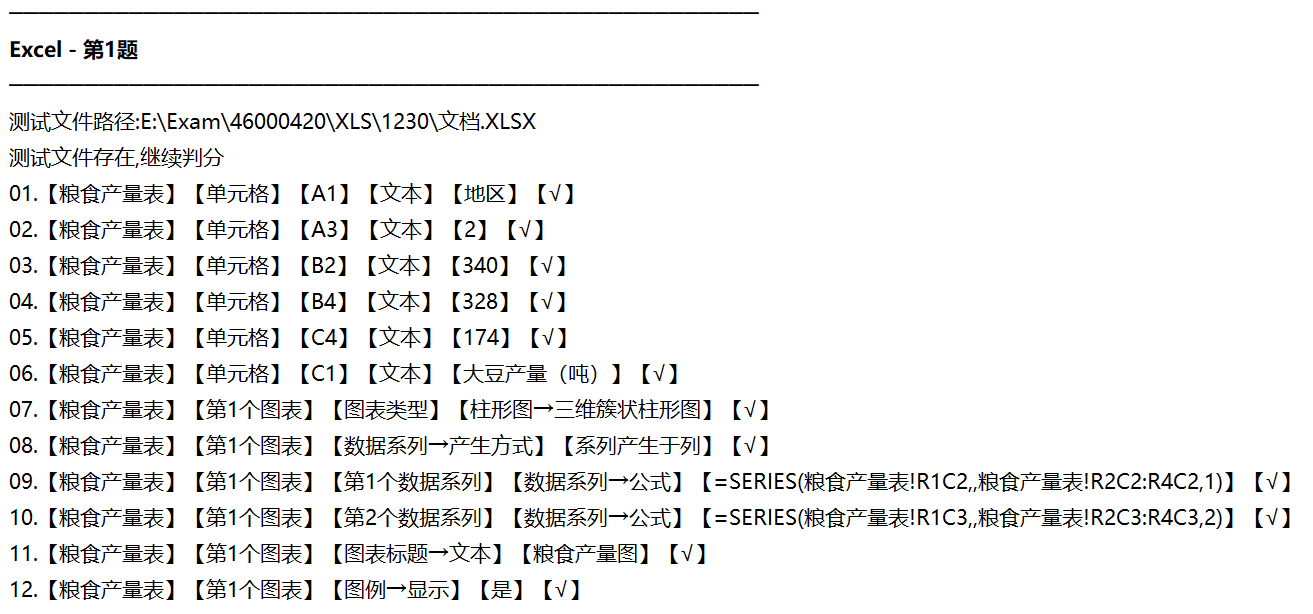 Excel - 第1题
测试文件路径:E:\Exam\46000420\XLS\1230\文档.XLSX
测试文件存在,继续判分
01.【粮食产量表】【单元格】【A1】【文本】【地区】【√】
02.【粮食产量表】【单元格】【A3】【文本】【2】【√】
03.【粮食产量表】【单元格】【B2】【文本】【340】【√】
04.【粮食产量表】【单元格】【B4】【文本】【328】【√】
05.【粮食产量表】【单元格】【C4】【文本】【174】【√】
06.【粮食产量表】【单元格】【C1】【文本】【大豆产量（吨）】【√】
07.【粮食产量表】【第1个图表】【图表类型】【柱形图→三维簇状柱形图】【√】
08.【粮食产量表】【第1个图表】【数据系列→产生方式】【系列产生于列】【√】
09.【粮食产量表】【第1个图表】【第1个数据系列】【数据系列→公式】【=SERIES(粮食产量表!R1C2,,粮食产量表!R2C2:R4C2,1)】【√】
10.【粮食产量表】【第1个图表】【第2个数据系列】【数据系列→公式】【=SERIES(粮食产量表!R1C3,,粮食产量表!R2C3:R4C3,2)】【√】
11.【粮食产量表】【第1个图表】【图表标题→文本】【粮食产量图】【√】
12.【粮食产量表】【第1个图表】【图例→显示】【是】【√】